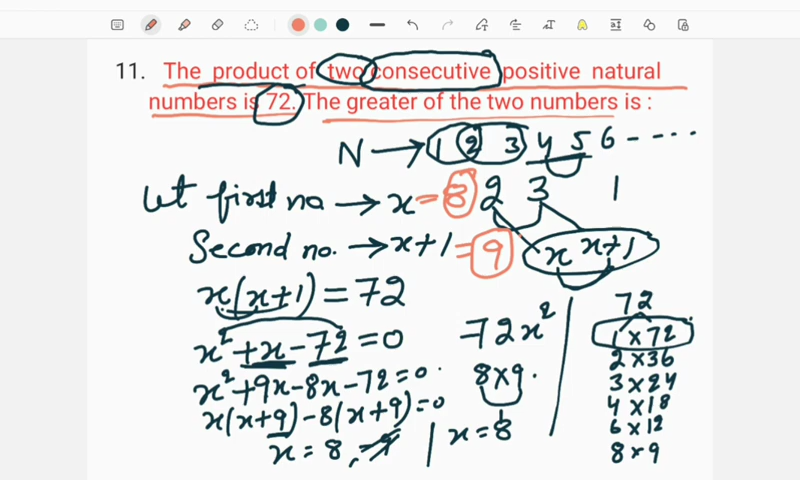 11. The product of two consecutive positive natural
numbers is 72. The greater of the two numbers is :
N → 1 2 3 4 5 6 - - - -
Let first no → x = 8 2 3 1
Second no. → x+1 = 9 x x+1
x(x+1) = 72
x² + x - 72 = 0
x² + 9x - 8x - 72 = 0
x(x+9) - 8(x+9) = 0
x = 8, -9
-72x²
8×9
x = 8
72
1 × 72
2 × 36
3 × 24
4 × 18
6 × 12
8 × 9